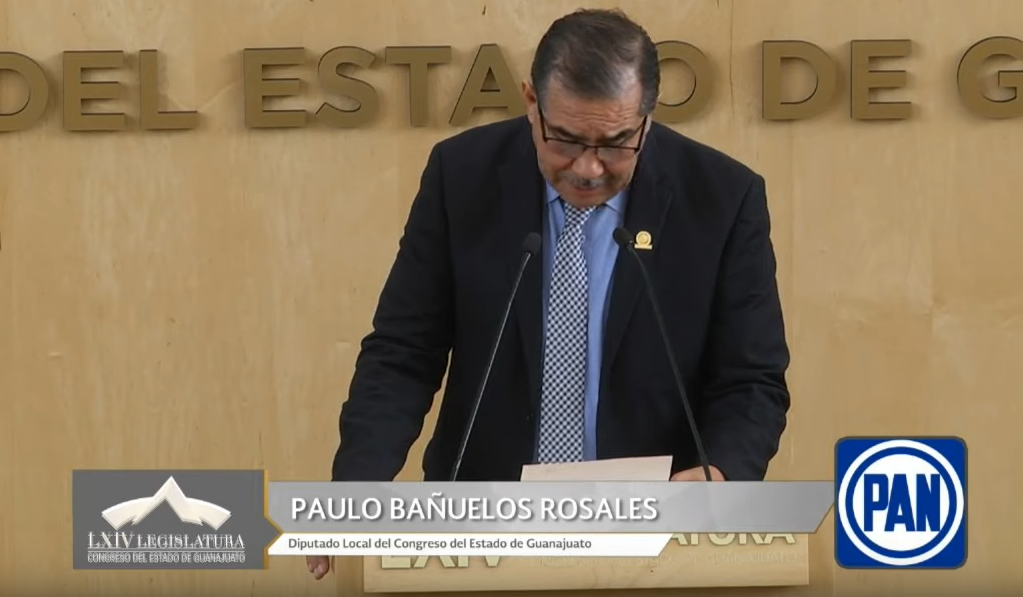 DEL ESTADO DE G
PAULO BAÑUELOS ROSALES
Diputado Local del Congreso del Estado de Guanajuato
LXIV LEGISLATURA
CONGRESO DEL ESTADO DE GUANAJUATO
PAN